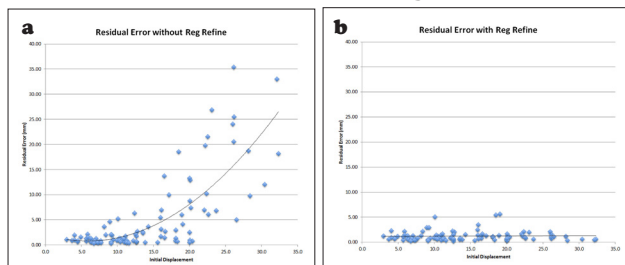 a
Residual Error without Reg Refine
40.00
35.00
30.00
25.00
20.00
15.00
10.00
5.00
0.00
Residual Error (mm)
0.0 5.0 10.0 15.0 20.0 25.0 30.0 35.0
Initial Displacement
b
Residual Error with Reg Refine
40.00
35.00
30.00
25.00
20.00
15.00
10.00
5.00
0.00
Residual Error (mm)
0.0 5.0 10.0 15.0 20.0 25.0 30.0 35.0
Initial Displacement